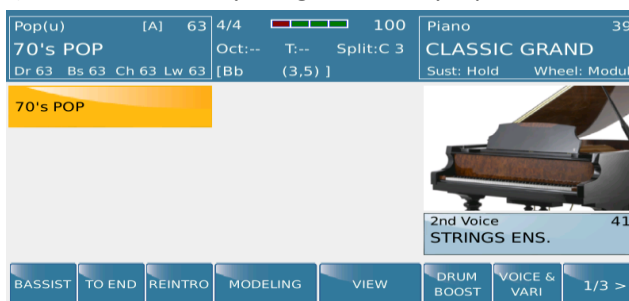 Pop(u) [A] 63 4/4 100 Piano 39
70's POP Oct:-- T:-- Split:C 3 CLASSIC GRAND
Dr 63 Bs 63 Ch 63 Lw 63 [Bb (3,5) ] Sust: Hold Wheel: Modul
70's POP
2nd Voice 41
STRINGS ENS.
BASSIST TO END REINTRO MODELING VIEW DRUM BOOST VOICE & VARI 1/3 >